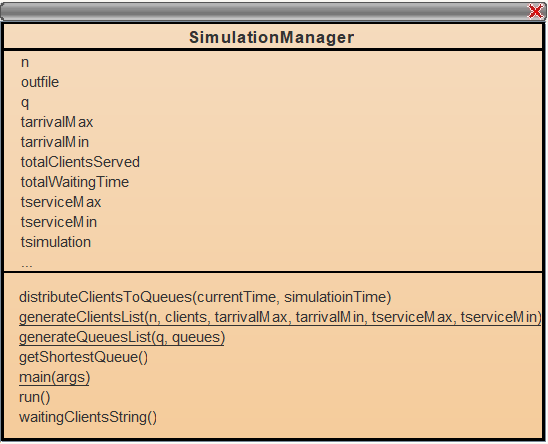 SimulationManager
n
outfile
q
tarrivalMax
tarrivalMin
totalClientsServed
totalWaitingTime
tserviceMax
tserviceMin
tsimulation
...
distributeClientsToQueues(currentTime, simulatioinTime)
generateClientsList(n, clients, tarrivalMax, tarrivalMin, tserviceMax, tserviceMin)
generateQueuesList(q, queues)
getShortestQueue()
main(args)
run()
waitingClientsString()